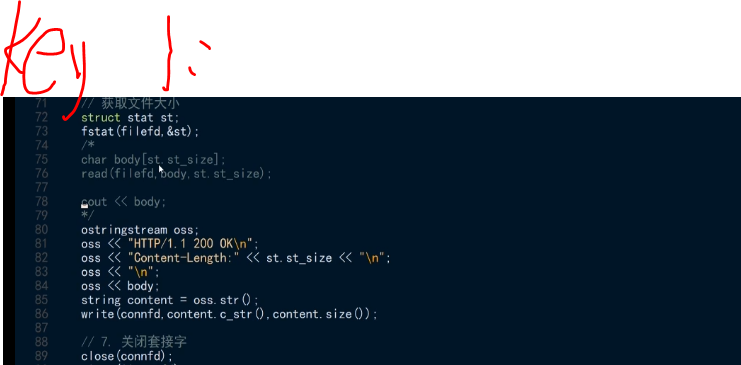 key 1:
71 // 获取文件大小
72 struct stat st;
73 fstat(filefd,&st);
74 /*
75 char body[st.st_size];
76 read(filefd,body,st.st_size);
77
78 cout << body;
79 */
80 ostringstream oss;
81 oss << "HTTP/1.1 200 OK\n";
82 oss << "Content-Length:" << st.st_size << "\n";
83 oss << "\n";
84 oss << body;
85 string content = oss.str();
86 write(connfd,content.c_str(),content.size());
87
88 // 7. 关闭套接字
89 close(connfd);